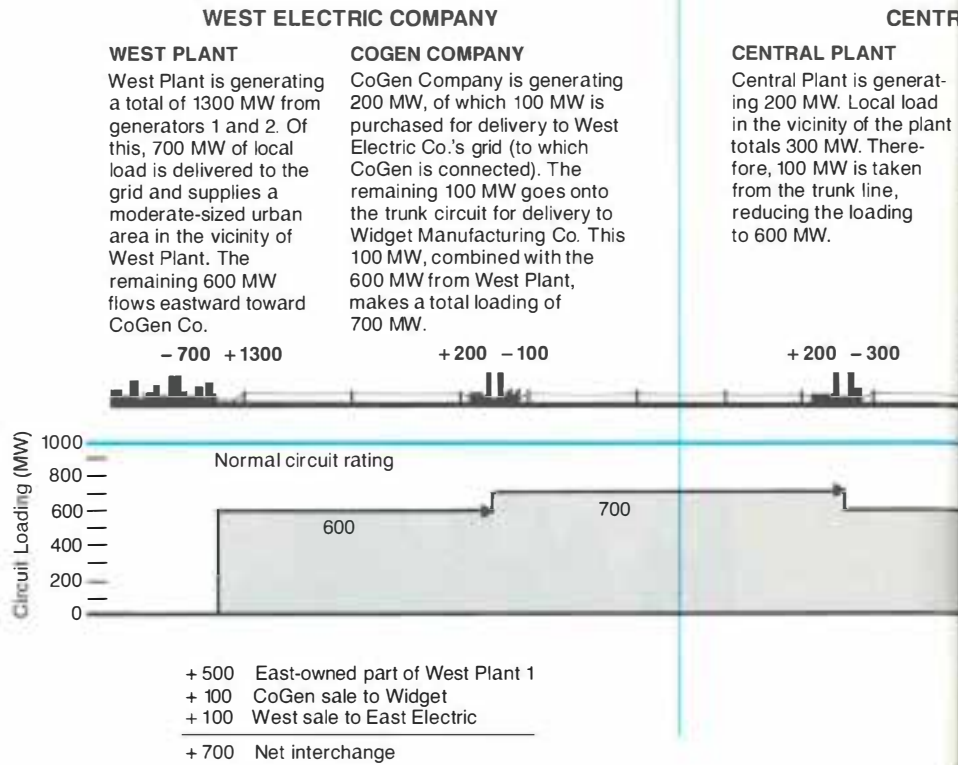 WEST ELECTRIC COMPANY
CENTR
WEST PLANT
West Plant is generating
a total of 1300 MW from
generators 1 and 2. Of
this, 700 MW of local
load is delivered to the
grid and supplies a
moderate-sized urban
area in the vicinity of
West Plant. The
remaining 600 MW
flows eastward toward
CoGen Co.
COGEN COMPANY
CoGen Company is generating
200 MW, of which 100 MW is
purchased for delivery to West
Electric Co.'s grid (to which
CoGen is connected). The
remaining 100 MW goes onto
the trunk circuit for delivery to
Widget Manufacturing Co. This
100 MW, combined with the
600 MW from West Plant,
makes a total loading of
700 MW.
CENTRAL PLANT
Central Plant is generat-
ing 200 MW. Local load
in the vicinity of the plant
totals 300 MW. There-
fore, 100 MW is taken
from the trunk line,
reducing the loading
to 600 MW.
– 700 + 1300
+ 200 – 100
+ 200 – 300
Circuit Loading (MW)
1000
800
600
400
200
0
Normal circuit rating
600
700
+ 500 East-owned part of West Plant 1
+ 100 CoGen sale to Widget
+ 100 West sale to East Electric
+ 700 Net interchange